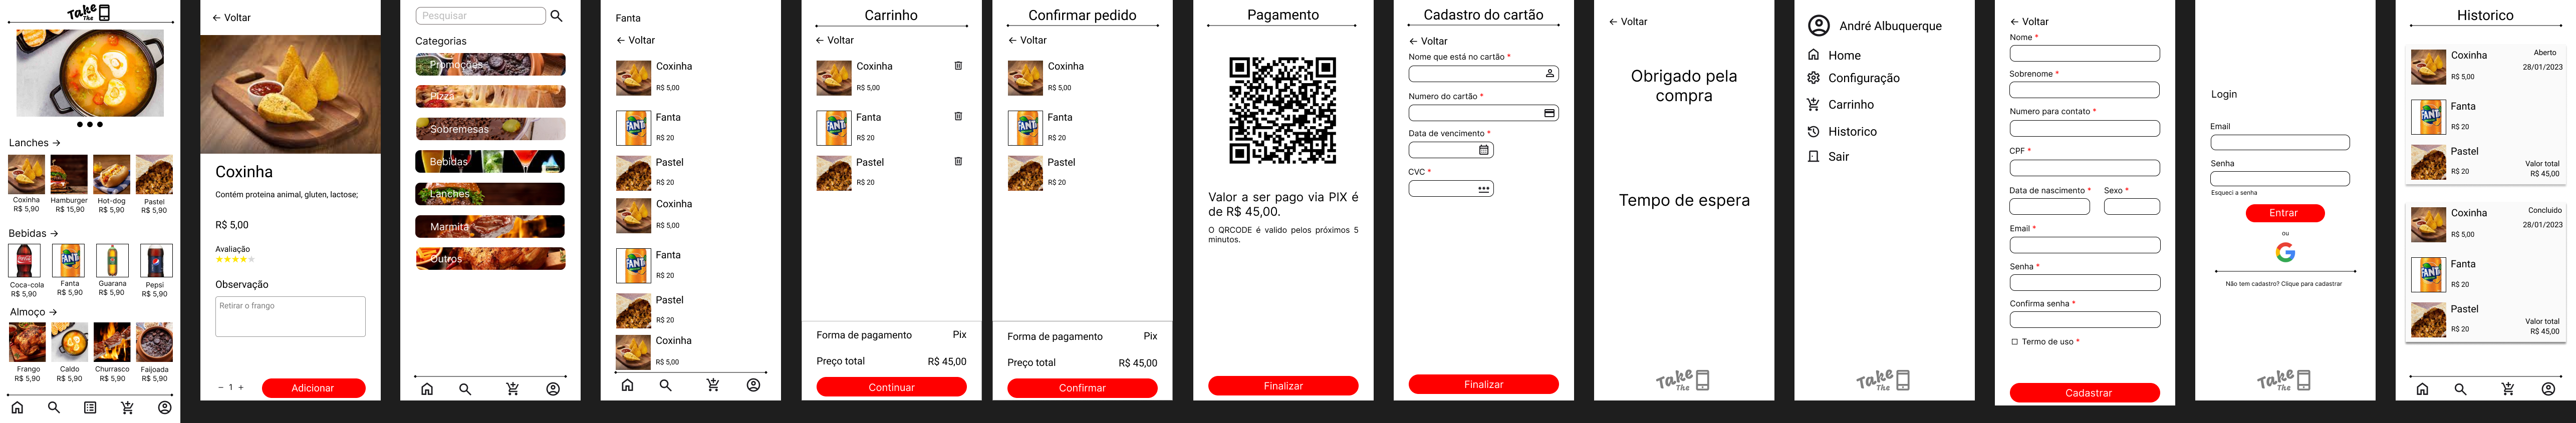 Take
The
Lanches →
Coxinha
R$ 5,90
Hamburger
R$ 15,90
Hot-dog
R$ 5,90
Pastel
R$ 5,90
Bebidas →
Coca-cola
R$ 5,90
Fanta
R$ 5,90
Guarana
R$ 5,90
Pepsi
R$ 5,90
Almoço →
Frango
R$ 5,90
Caldo
R$ 5,90
Churrasco
R$ 5,90
Faijoada
R$ 5,90
← Voltar
Coxinha
Contém proteina animal, gluten, lactose;
R$ 5,00
Avaliação
Observação
Retirar o frango
− 1 +
Adicionar
Pesquisar
Categorias
Promoções
Pizza
Sobremesas
Bebidas
Lanches
Marmita
Outros
Fanta
← Voltar
Coxinha
R$ 5,00
Fanta
R$ 20
Pastel
R$ 20
Coxinha
R$ 5,00
Fanta
R$ 20
Pastel
R$ 20
Coxinha
R$ 5,00
Carrinho
← Voltar
Coxinha
R$ 5,00
Fanta
R$ 20
Pastel
R$ 20
Forma de pagamento Pix
Preço total R$ 45,00
Continuar
Confirmar pedido
← Voltar
Coxinha
R$ 5,00
Fanta
R$ 20
Pastel
R$ 20
Forma de pagamento Pix
Preço total R$ 45,00
Confirmar
Pagamento
Valor a ser pago via PIX é
de R$ 45,00.
O QRCODE é valido pelos próximos 5
minutos.
Finalizar
Cadastro do cartão
← Voltar
Nome que está no cartão *
Numero do cartão *
Data de vencimento *
CVC *
Finalizar
← Voltar
Obrigado pela
compra
Tempo de espera
Take
The
André Albuquerque
Home
Configuração
Carrinho
Historico
Sair
Take
The
← Voltar
Nome *
Sobrenome *
Numero para contato *
CPF *
Data de nascimento * Sexo *
Email *
Senha *
Confirma senha *
Termo de uso *
Cadastrar
Login
Email
Senha
Esqueci a senha
Entrar
ou
Não tem cadastro? Clique para cadastrar
Take
The
Historico
Coxinha Aberto
R$ 5,00 28/01/2023
Fanta
R$ 20
Pastel Valor total
R$ 20 R$ 45,00
Coxinha Concluido
R$ 5,00 28/01/2023
Fanta
R$ 20
Pastel Valor total
R$ 20 R$ 45,00